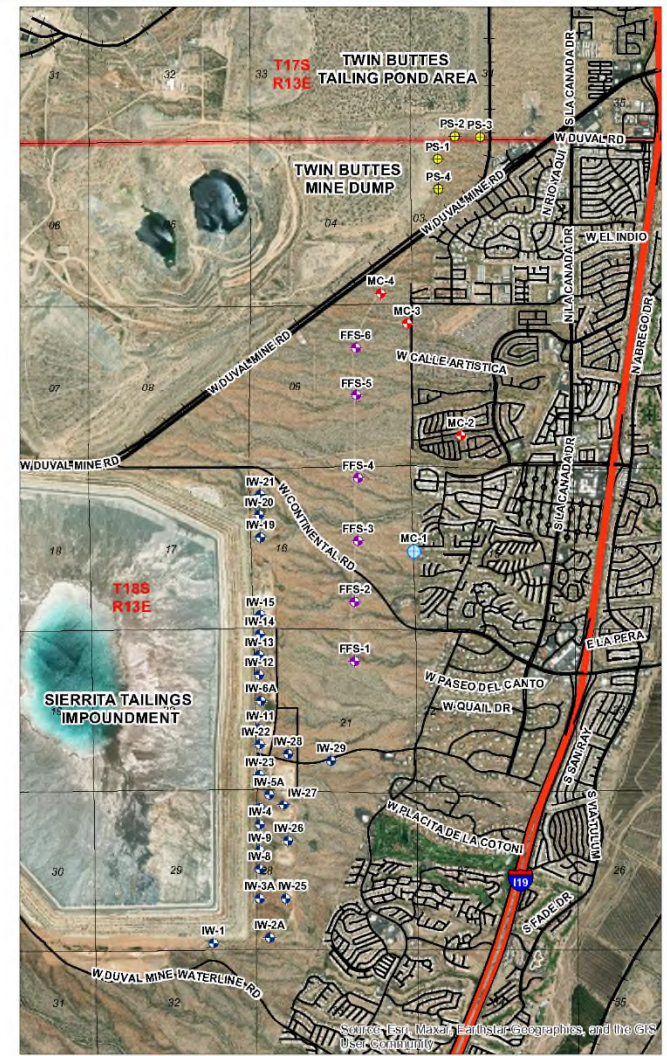 31
32
33
T17S
R13E
TWIN BUTTES
TAILING POND AREA
S LA CANADA DR
35
PS-2
PS-3
W DUVAL RD
PS-1
TWIN BUTTES
MINE DUMP
PS-4
N RIO YAQUI
06
05
04
03
W DUVAL MINE RD
W EL INDIO
N LA CANADA DR
N ABREGO DR
MC-4
MC-3
FFS-6
W CALLE ARTISTICA
W DUVAL MINE RD
07
08
09
FFS-5
MC-2
W DUVAL MINE RD
FFS-4
S LA CANADA DR
IW-21
IW-20
IW-19
W CONTINENTAL RD
FFS-3
MC-1
18
17
16
T18S
R13E
FFS-2
IW-15
IW-14
IW-13
IW-12
E LA PERA
FFS-1
W PASEO DEL CANTO
IW-6A
SIERRITA TAILINGS
IMPOUNDMENT
W QUAIL DR
IW-11
21
22
23
IW-22
IW-28
IW-29
S SAN RAY
IW-23
IW-5A
IW-27
S VIA TULUM
IW-4
IW-26
W PLACITA DE LA COTONI
IW-9
IW-8
30
29
26
I19
IW-3A
IW-25
S FADE DR
IW-1
IW-2A
W DUVAL MINE WATERLINE RD
31
32
33
34
35
Source: Esri, Maxar, Earthstar Geographics, and the GIS
User Community